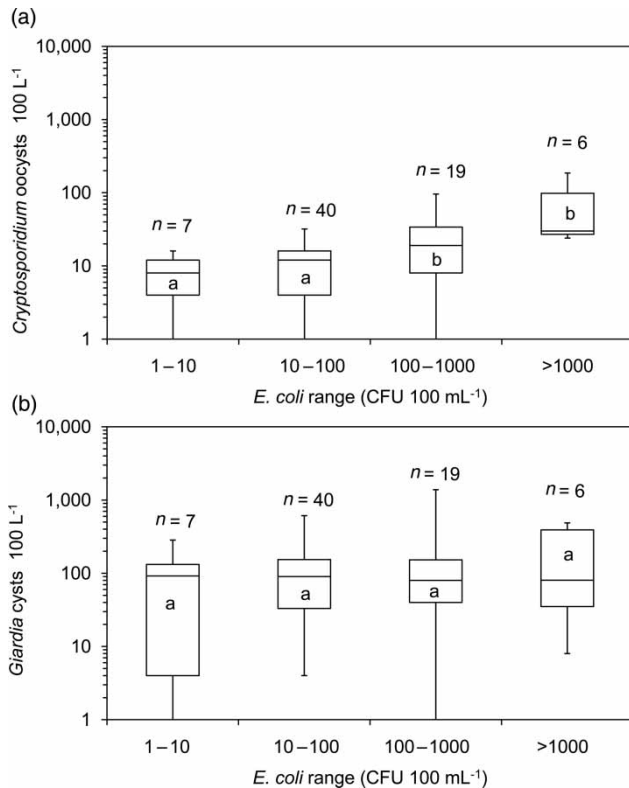 (a)
10,000
1,000
100
10
1
Cryptosporidium oocysts 100 L⁻¹
n = 7
n = 40
n = 19
n = 6
a
a
b
b
1–10
10–100
100–1000
>1000
E. coli range (CFU 100 mL⁻¹)
(b)
10,000
1,000
100
10
1
Giardia cysts 100 L⁻¹
n = 7
n = 40
n = 19
n = 6
a
a
a
a
1–10
10–100
100–1000
>1000
E. coli range (CFU 100 mL⁻¹)